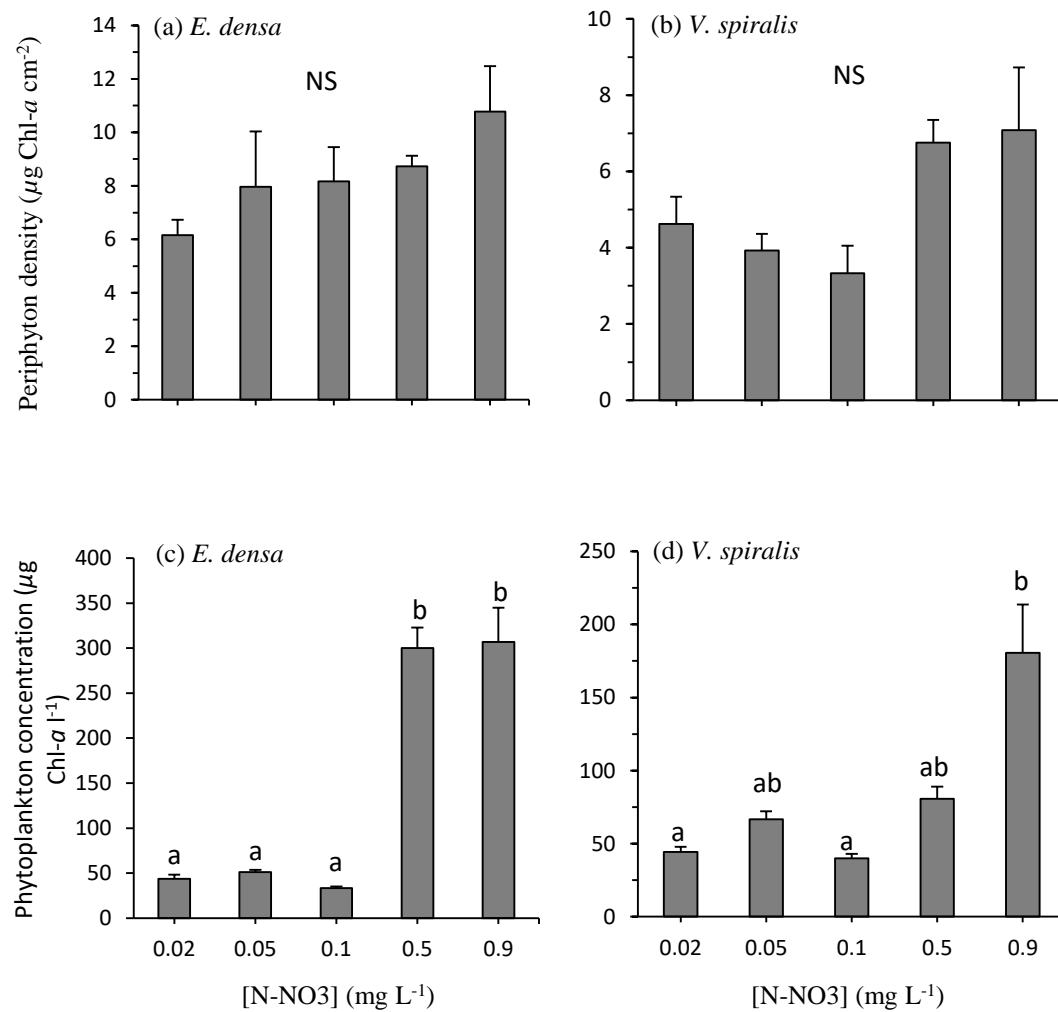 (a) E. densa
NS
Periphyton density (µg Chl-a cm-2)
14
12
10
8
6
4
2
0
(b) V. spiralis
NS
10
8
6
4
2
0
(c) E. densa
Phytoplankton concentration (µg
Chl-a l-1)
400
350
300
250
200
150
100
50
0
a
a
a
b
b
0.02 0.05 0.1 0.5 0.9
[N-NO3] (mg L-1)
(d) V. spiralis
250
200
150
100
50
0
a
ab
a
ab
b
0.02 0.05 0.1 0.5 0.9
[N-NO3] (mg L-1)